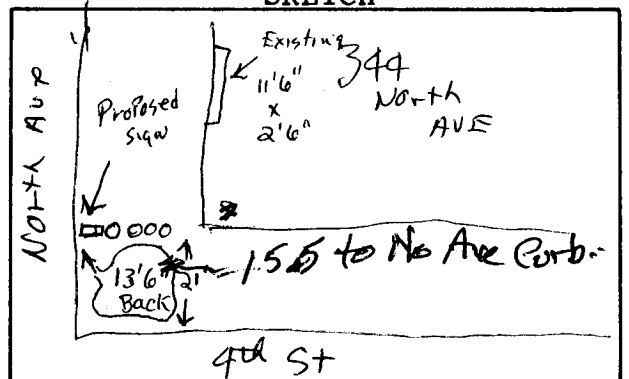 SKETCH
North Ave
Proposed
Sign
Existing
11'6"
x
2'6"
344
North
AVE
13'6"
Back
21'
15.5 to No Ave Curb.
4th St